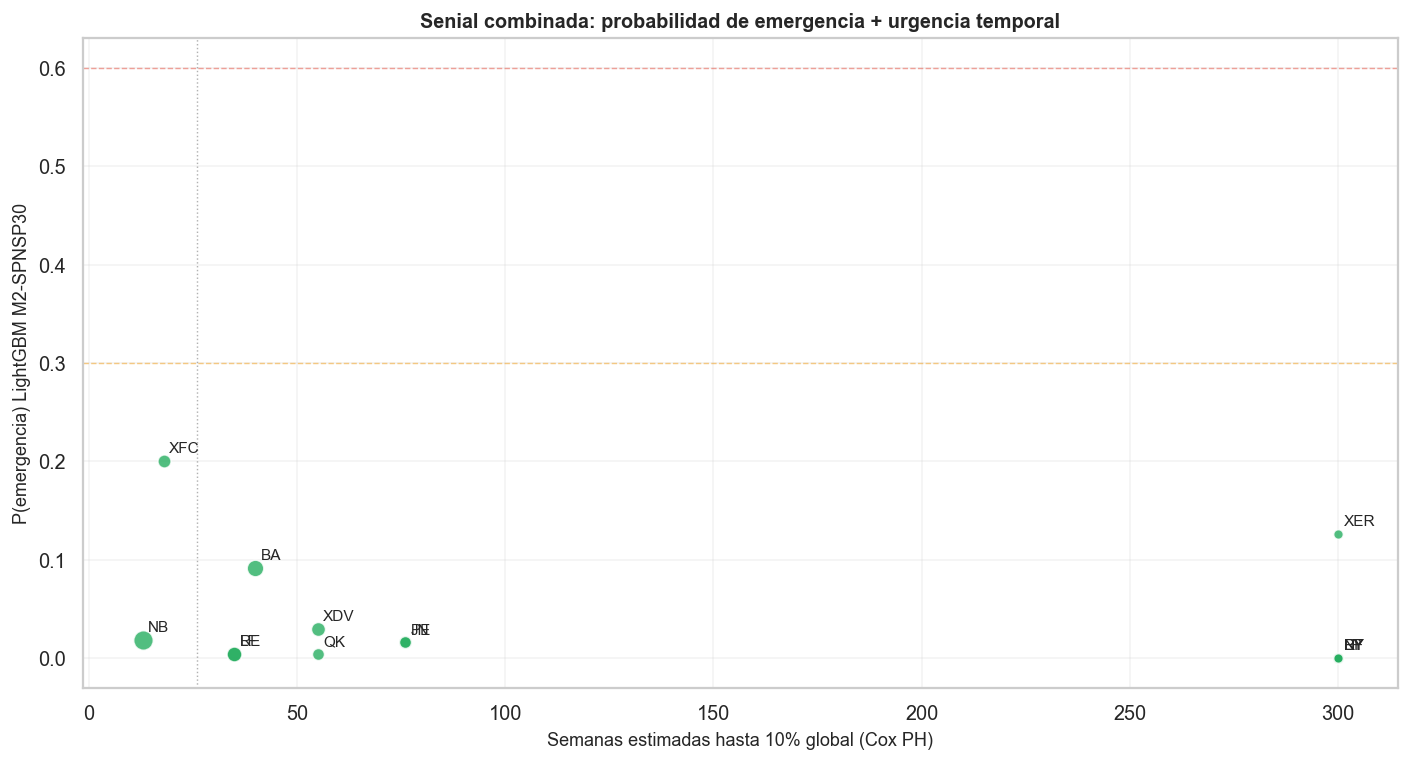 Senial combinada: probabilidad de emergencia + urgencia temporal
P(emergencia) LightGBM M2-SPNSP30
0.6
0.5
0.4
0.3
0.2
0.1
0.0
XFC
XER
BA
XDV
NB
QK
0
50
100
150
200
250
300
Semanas estimadas hasta 10% global (Cox PH)